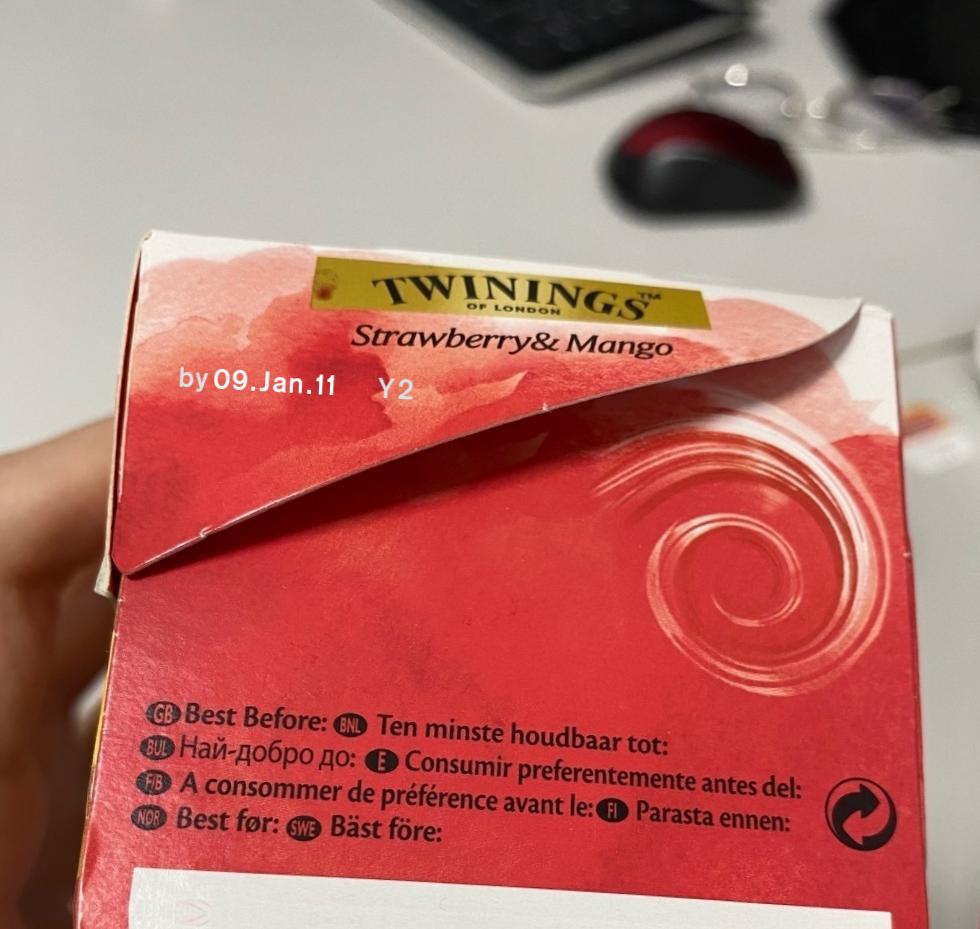 TWININGS™
OF LONDON
Strawberry& Mango
by 09.Jan.11 Y2
GB Best Before: BNL Ten minste houdbaar tot:
BUL Най-добро до: E Consumir preferentemente antes del:
F/B A consommer de préférence avant le: FI Parasta ennen:
NOR Best før: SWE Bäst före: